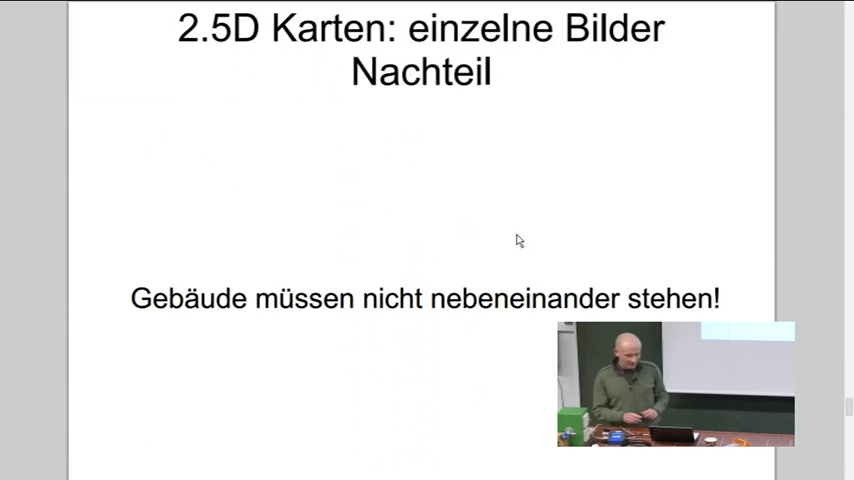 2.5D Karten: einzelne Bilder
Nachteil
Gebäude müssen nicht nebeneinander stehen!